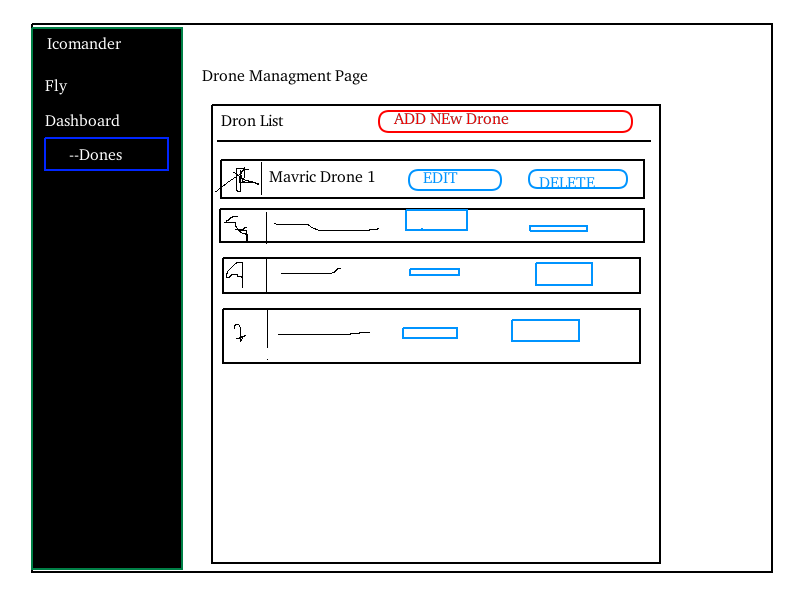 Icomander
Fly
Dashboard
--Dones
Drone Managment Page
Dron List
ADD NEw Drone
Mavric Drone 1
EDIT
DELETE